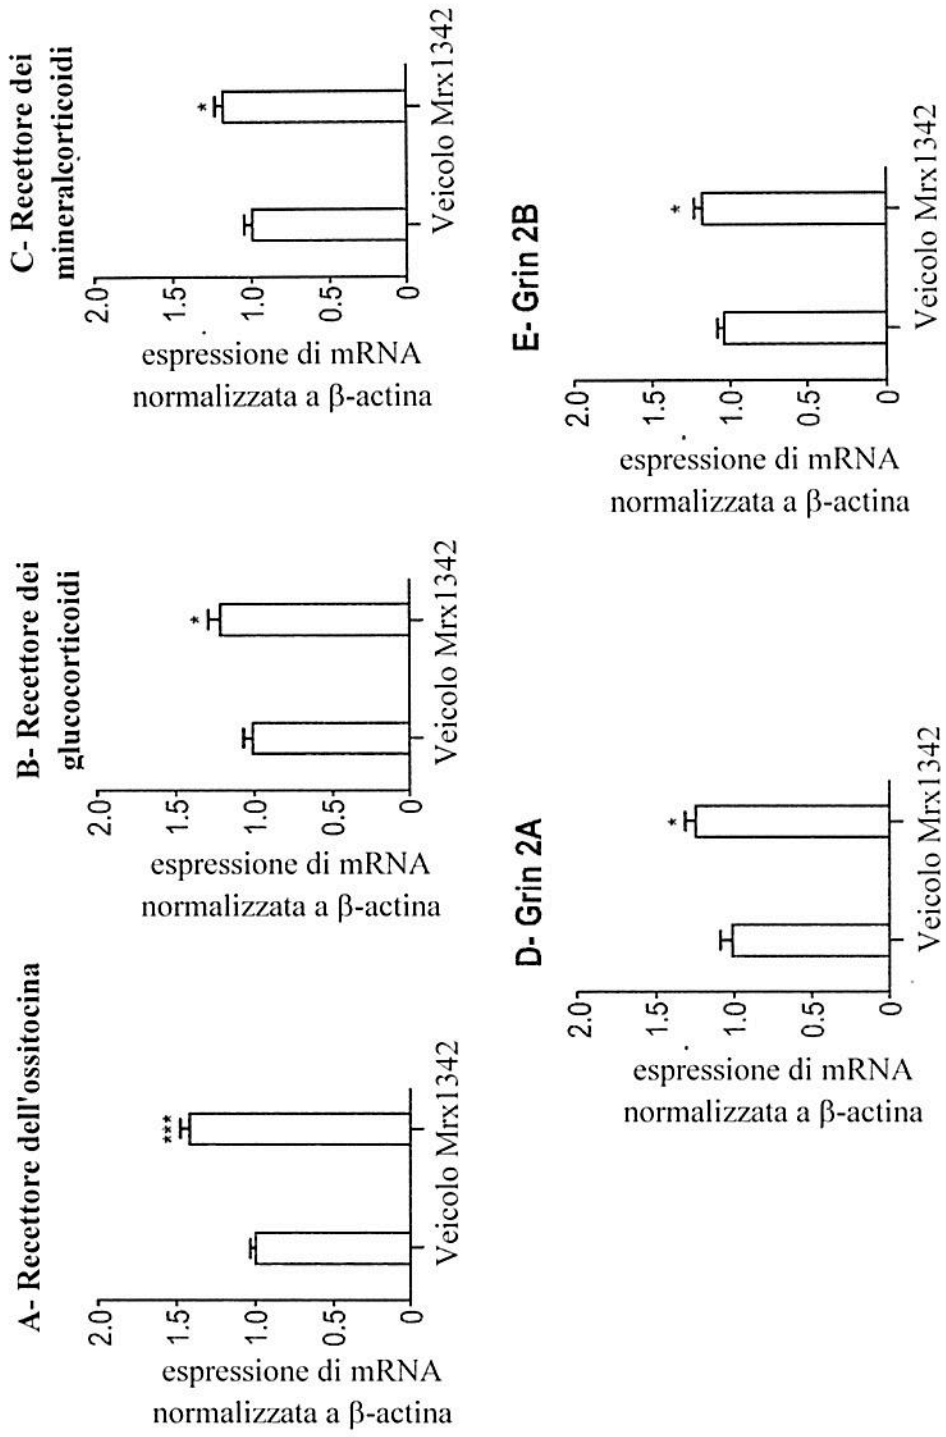 A- Recettore dell'ossitocina
espressione di mRNA
normalizzata a β-actina
2.0
1.5
1.0
0.5
0
***
Veicolo Mrx1342
B- Recettore dei
glucocorticoidi
espressione di mRNA
normalizzata a β-actina
2.0
1.5
1.0
0.5
0
*
Veicolo Mrx1342
C- Recettore dei
mineralcorticoidi
espressione di mRNA
normalizzata a β-actina
2.0
1.5
1.0
0.5
0
*
Veicolo Mrx1342
D- Grin 2A
espressione di mRNA
normalizzata a β-actina
2.0
1.5
1.0
0.5
0
*
Veicolo Mrx1342
E- Grin 2B
espressione di mRNA
normalizzata a β-actina
2.0
1.5
1.0
0.5
0
*
Veicolo Mrx1342